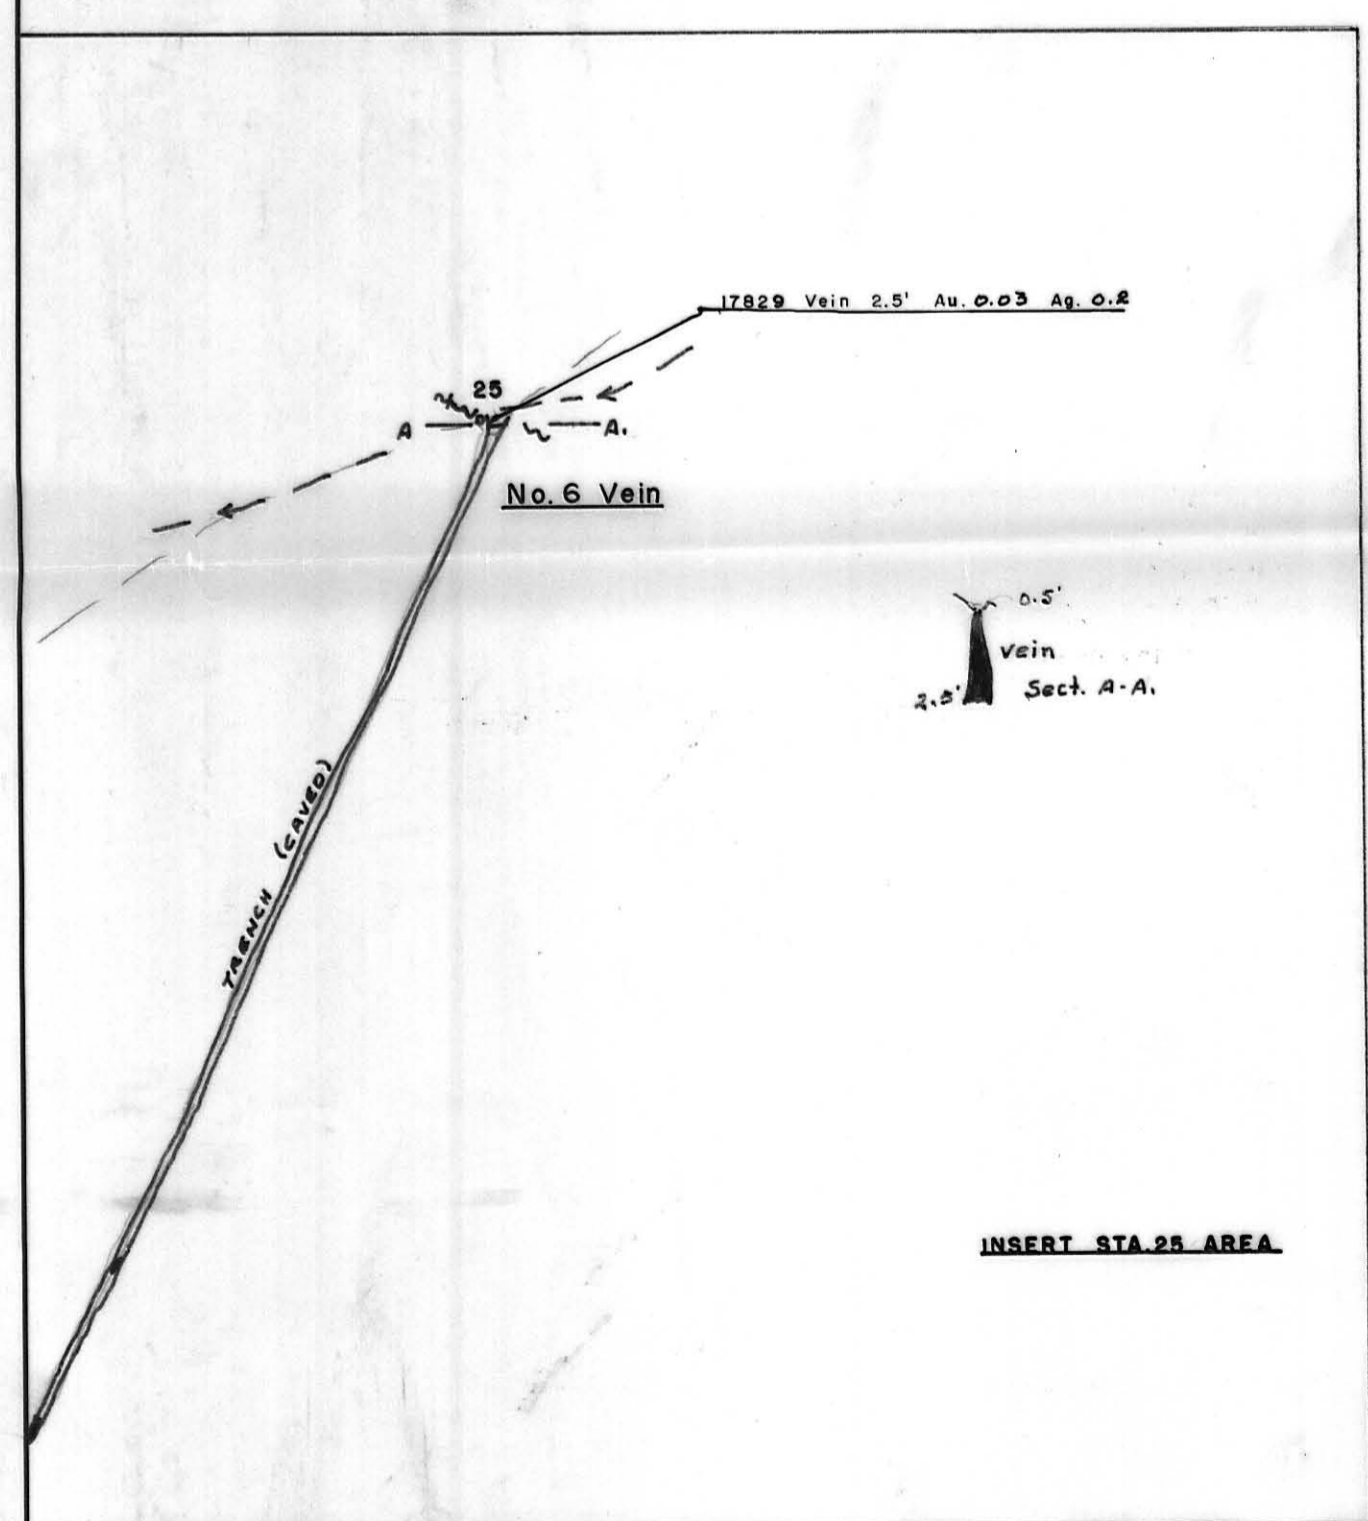 17829 Vein 2.5' Au. 0.03 Ag. 0.2
25
A
A.
No. 6 Vein
0.5'
vein
2.5'
Sect. A-A.
TRENCH (CAVED)
INSERT STA. 25 AREA